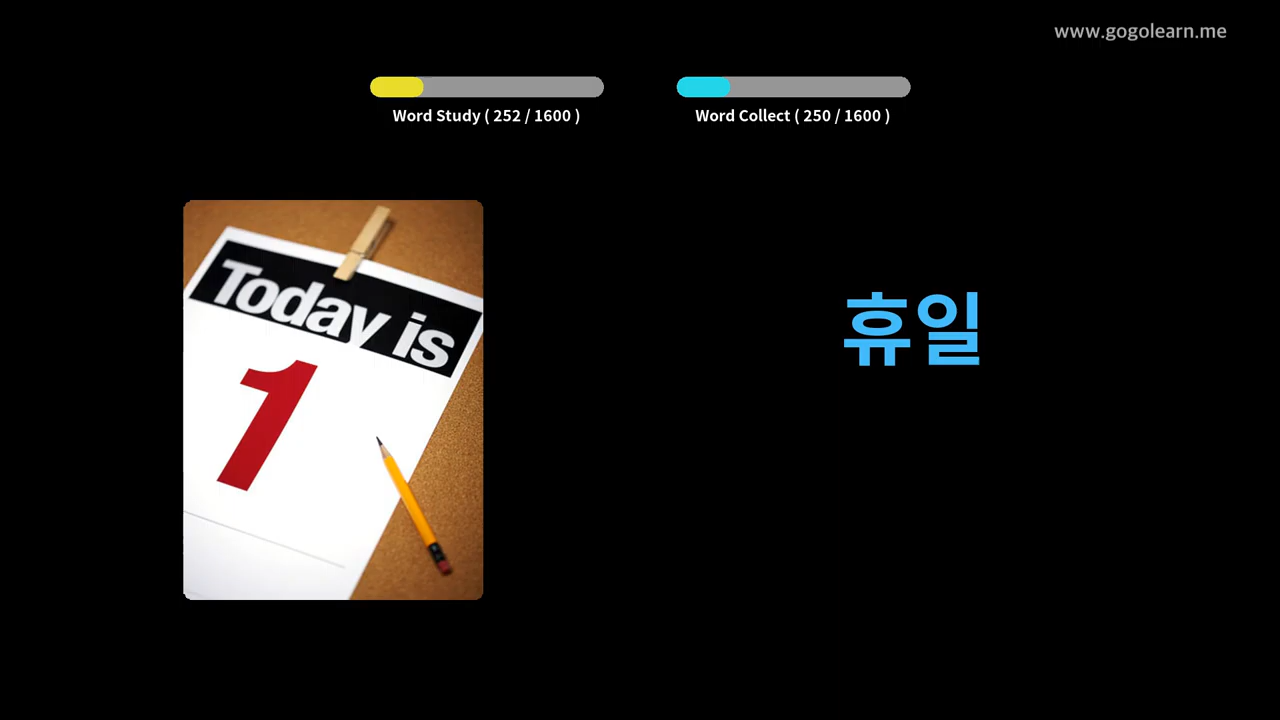 www.gogolearn.me
Word Study ( 252 / 1600 )
Word Collect ( 250 / 1600 )
Today is
1
휴일